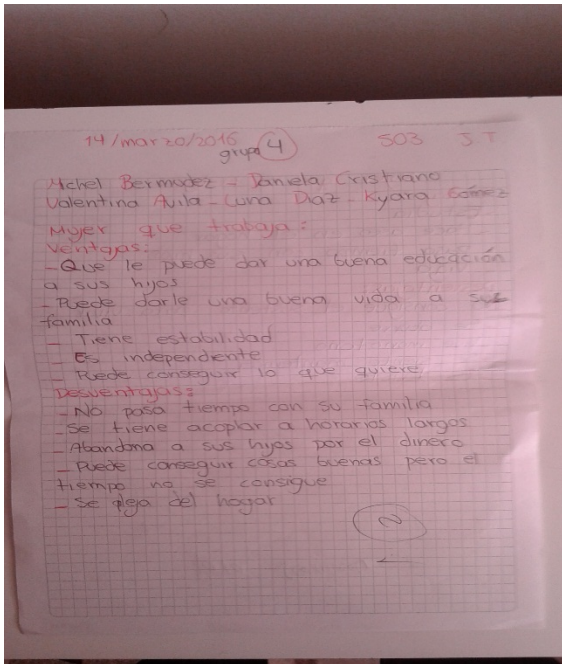 14/marzo/2016 503 J.T
grupo 4
Michel Bermudez - Daniela Cristiano
Valentina Avila - Luna Diaz - Kyara Gómez
Mujer que trabaja:
Ventajas:
- Que le puede dar una buena educación
a sus hijos
- Puede darle una buena vida a su
familia
- Tiene estabilidad
- Es independiente
- Puede conseguir lo que quiere
Desventajas:
- No pasa tiempo con su familia
- Se tiene acoplar a horarios largos
- Abandona a sus hijos por el dinero
- Puede conseguir cosas buenas pero el
tiempo no se consigue
- Se aleja del hogar
2